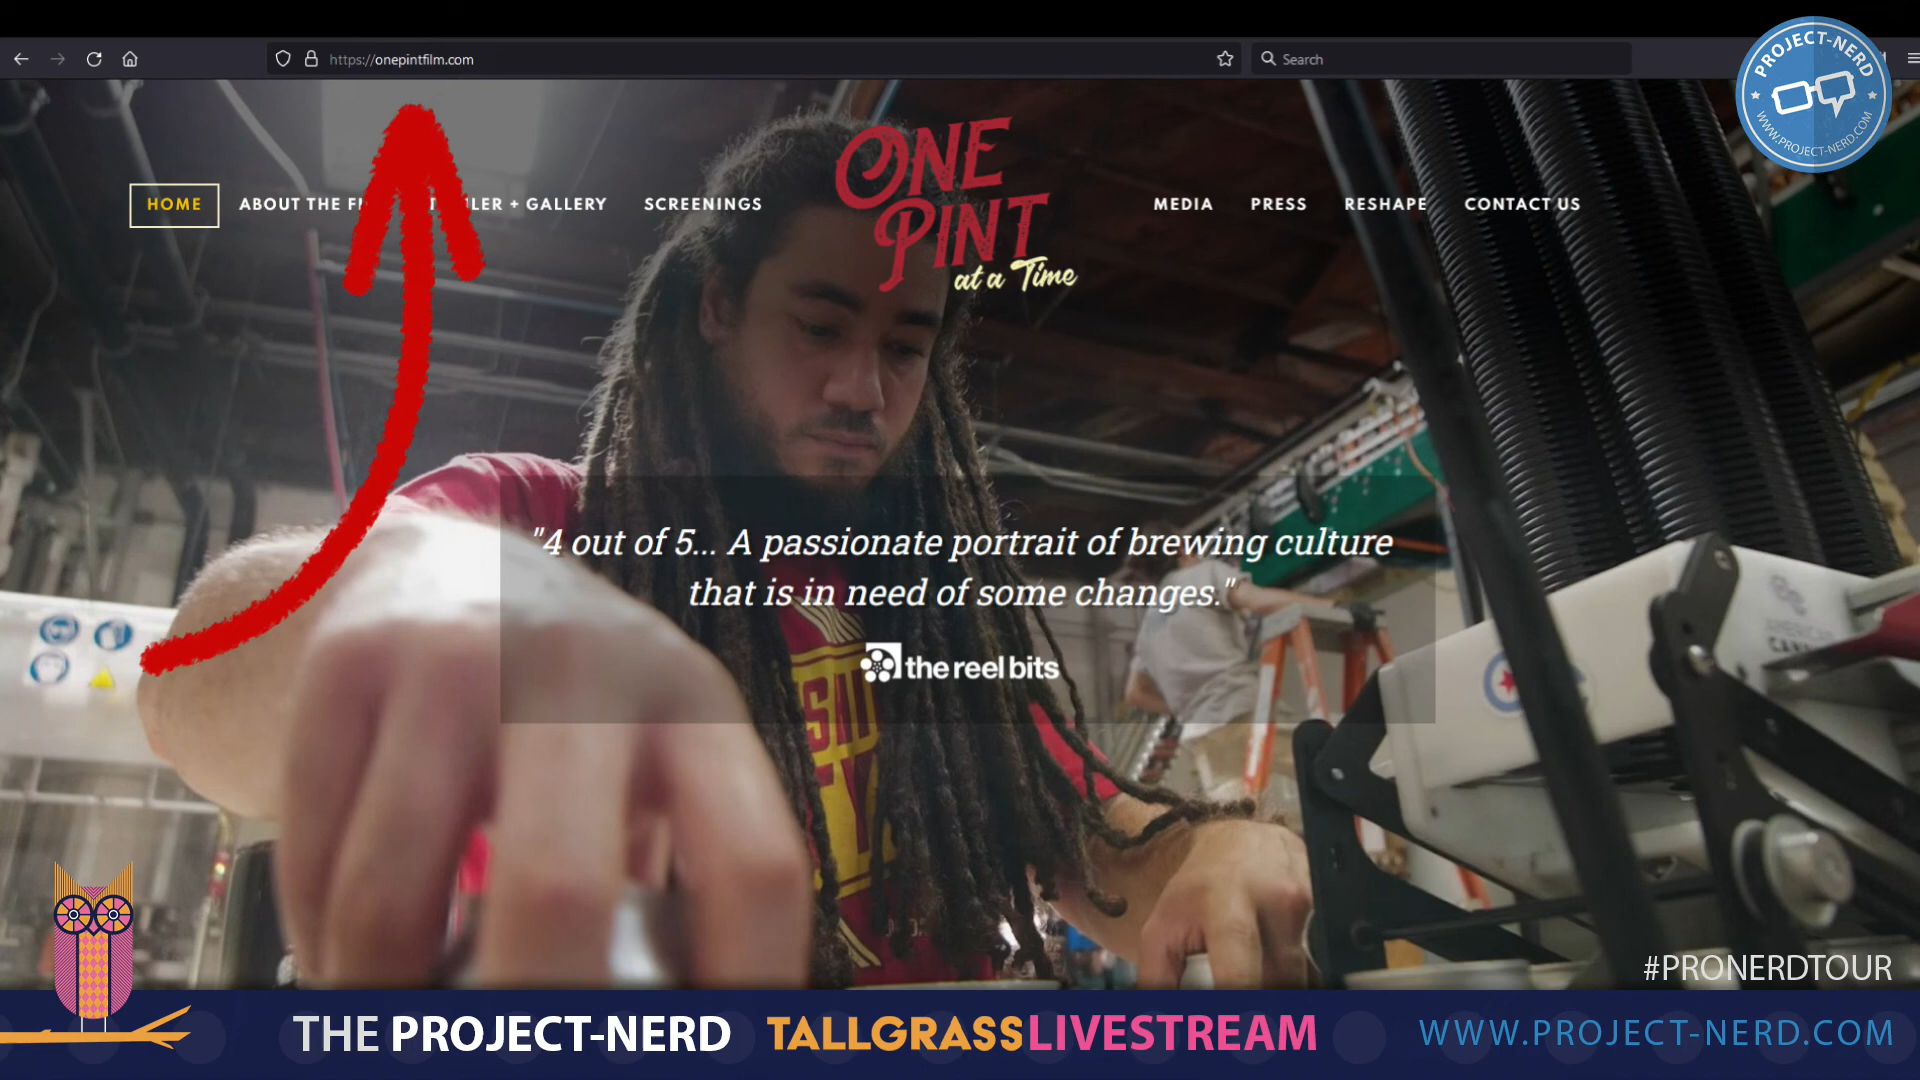 https://onepintfilm.com
Search
PROJECT-NERD
WWW.PROJECT-NERD.COM
HOME
ABOUT THE
+ GALLERY
SCREENINGS
ONE
PINT
at a Time
MEDIA
PRESS
RESHAPE
CONTACT US
"4 out of 5... A passionate portrait of brewing culture
that is in need of some changes."
the reel bits
#PRONERDTOUR
THE PROJECT-NERD TALLGRASS LIVESTREAM
WWW.PROJECT-NERD.COM